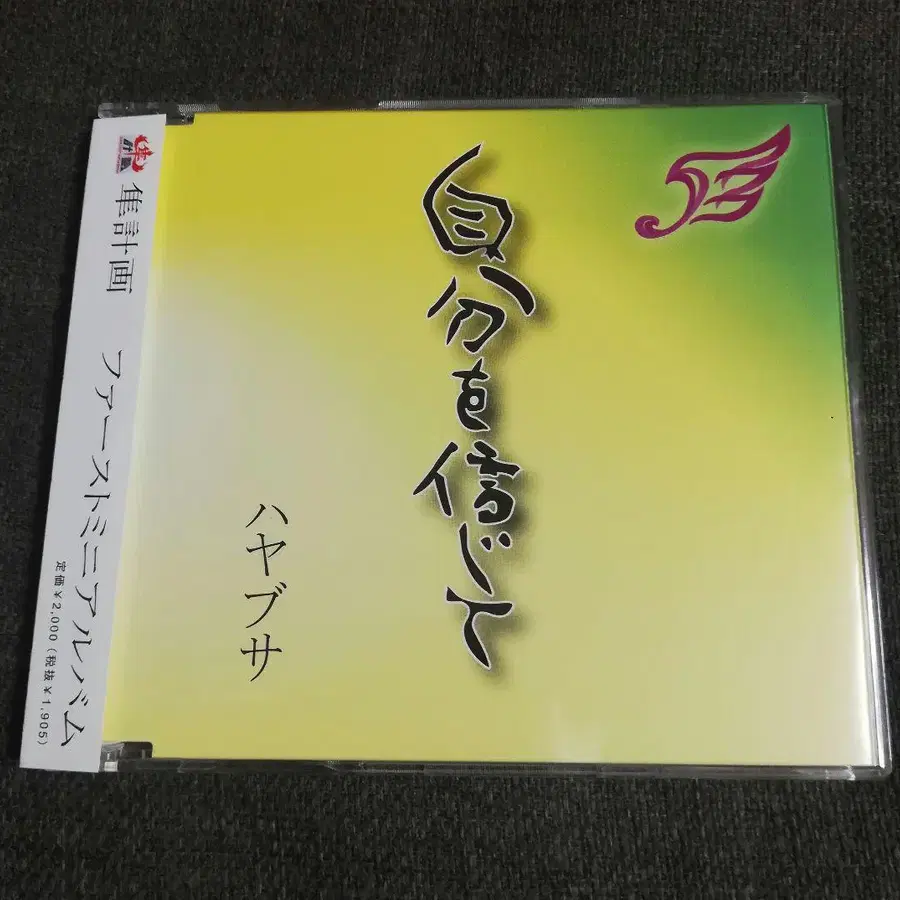 隼計画
ファーストミニアルバム
定価¥2,000(税抜¥1,905)
自分を信じて
ハヤブサ